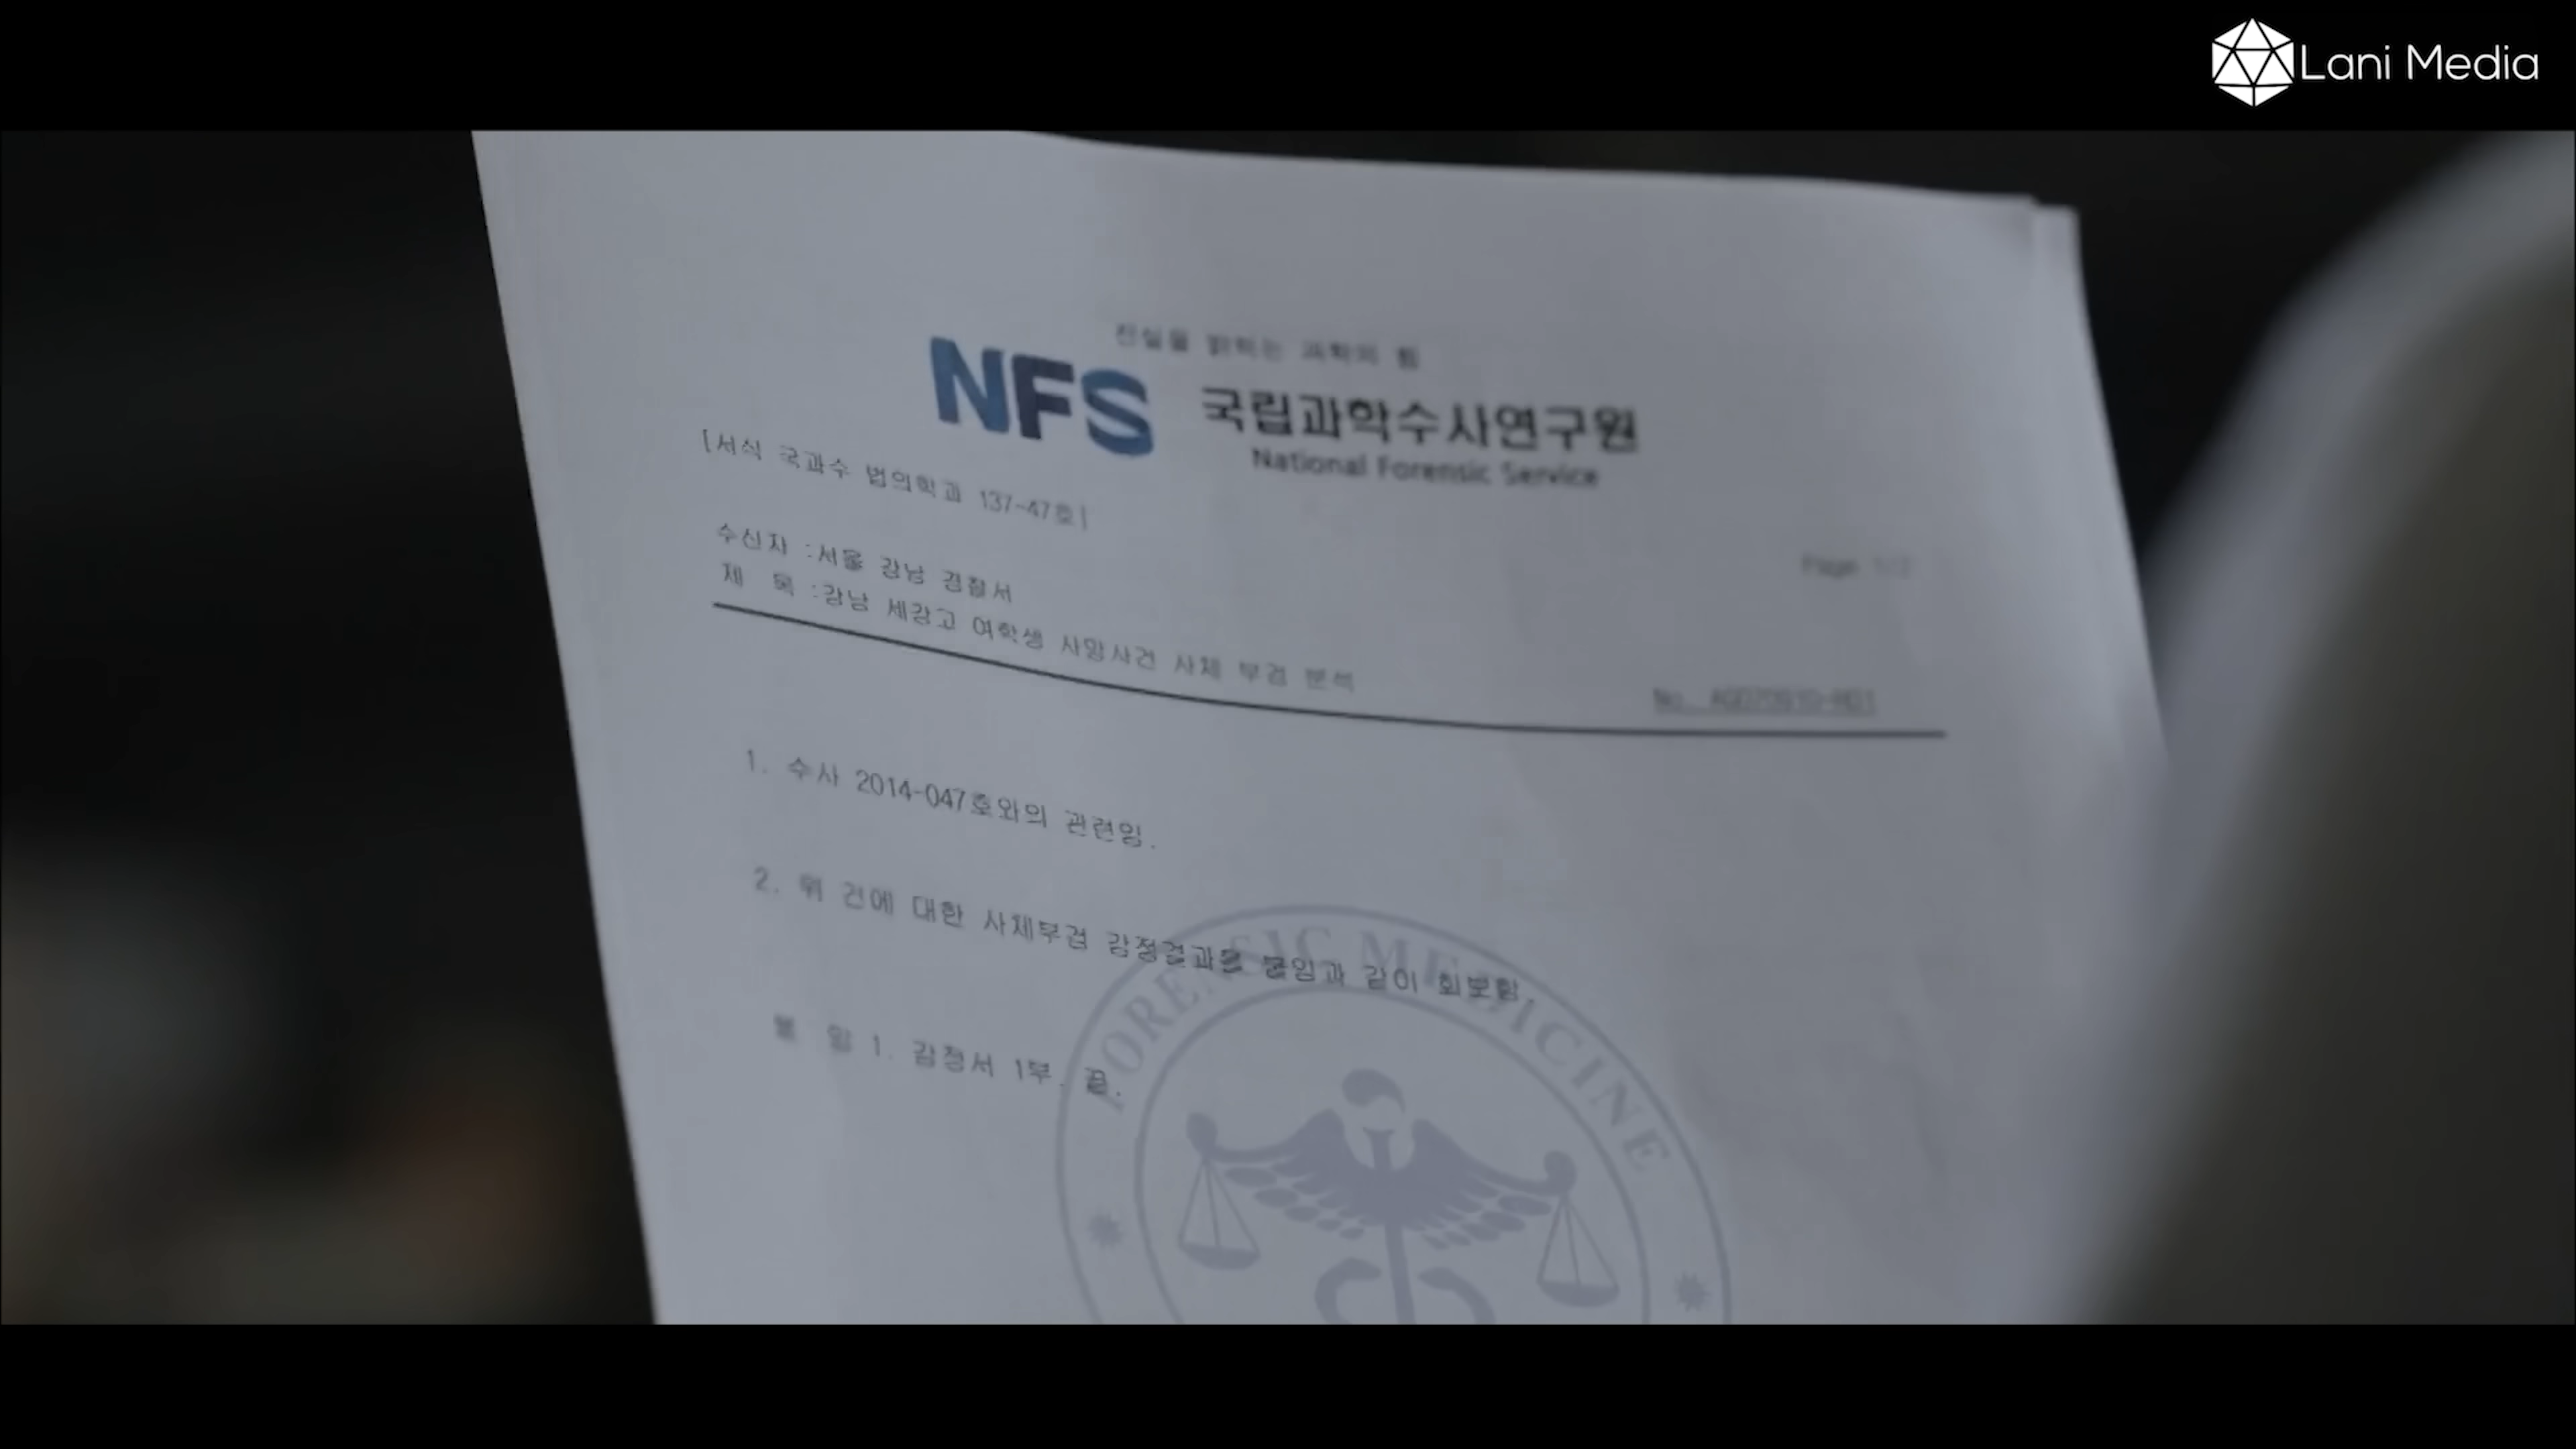 Lani Media
진실을 밝히는 과학의 힘
NFS 국립과학수사연구원
National Forensic Service
[서식 국과수 법의학과 137-47호]
수신자 :서울 강남 경찰서
제 목 :강남 세강고 여학생 사망사건 사체 부검 분석
Page
No.
1. 수사 2014-047호와의 관련임.
2. 위 건에 대한 사체부검 감정결과를 붙임과 같이 회보함.
붙 임 1. 감정서 1부. 끝.
FORENSIC MEDICINE